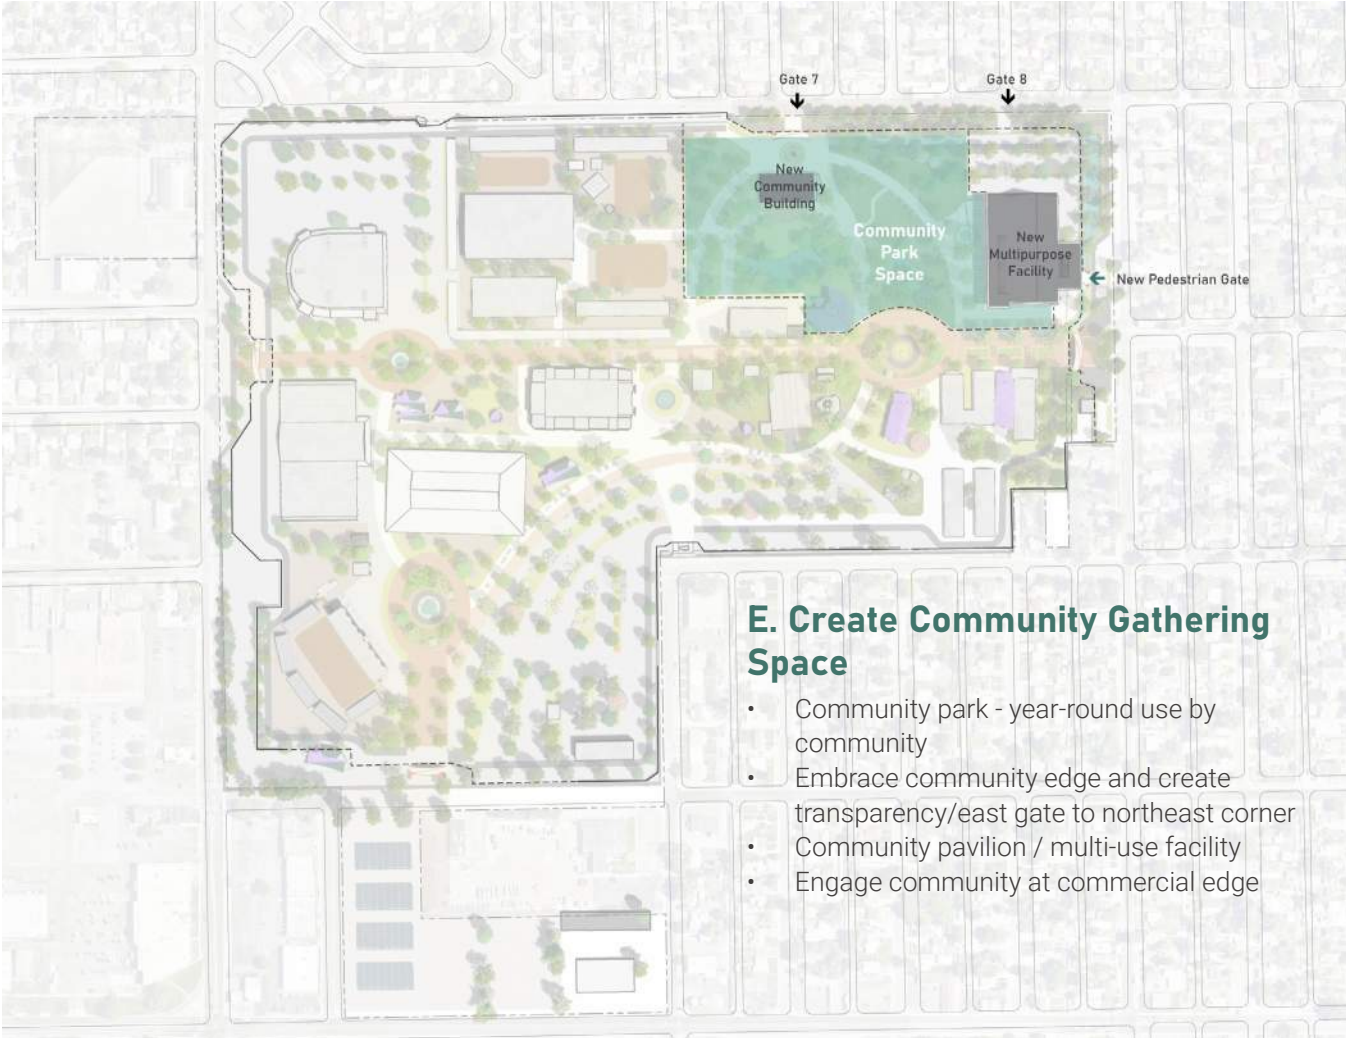 Gate 7
Gate 8
New
Community
Building
Community
Park
Space
New
Multipurpose
Facility
New Pedestrian Gate
E. Create Community Gathering
Space
• Community park - year-round use by
community
• Embrace community edge and create
transparency/east gate to northeast corner
• Community pavilion / multi-use facility
• Engage community at commercial edge